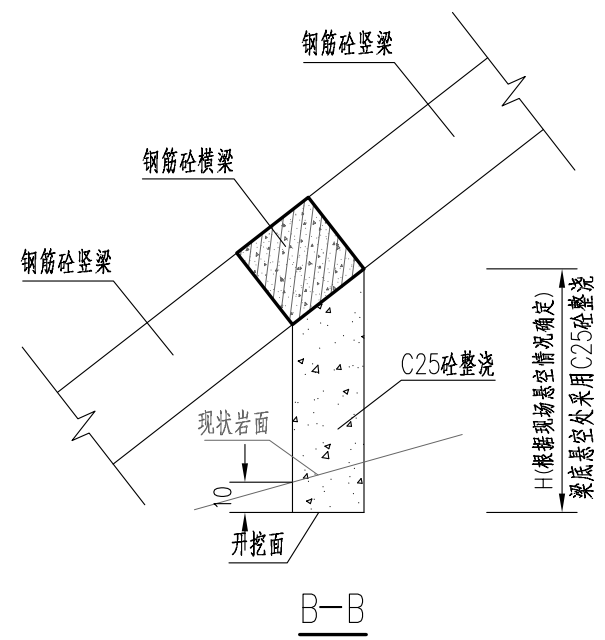 钢筋砼竖梁
钢筋砼横梁
钢筋砼竖梁
C25砼整浇
H(根据现场悬空情况确定)
梁底悬空处采用C25砼整浇
现状岩面
10
开挖面
B-B